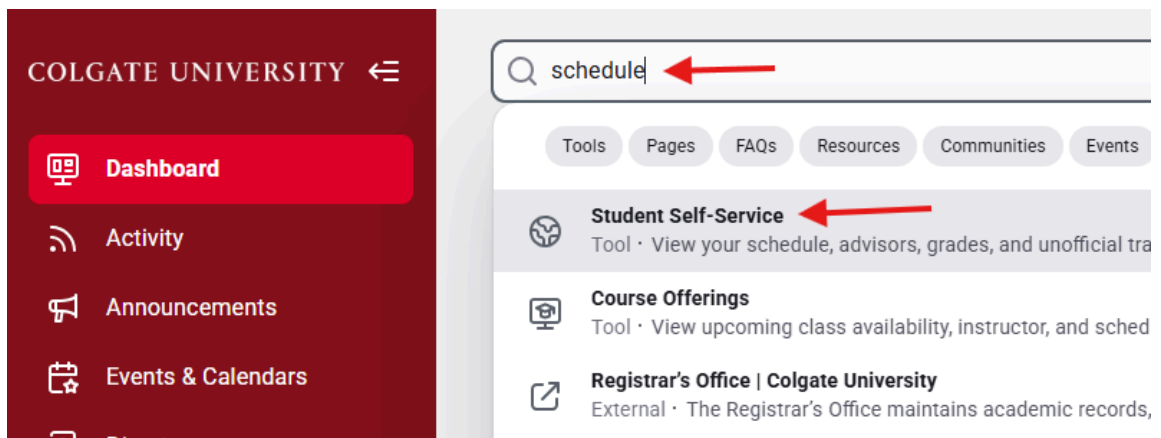 COLGATE UNIVERSITY
Dashboard
Activity
Announcements
Events & Calendars
schedule
Tools Pages FAQs Resources Communities Events
Student Self-Service
Tool · View your schedule, advisors, grades, and unofficial tra
Course Offerings
Tool · View upcoming class availability, instructor, and sched
Registrar's Office | Colgate University
External · The Registrar's Office maintains academic records,